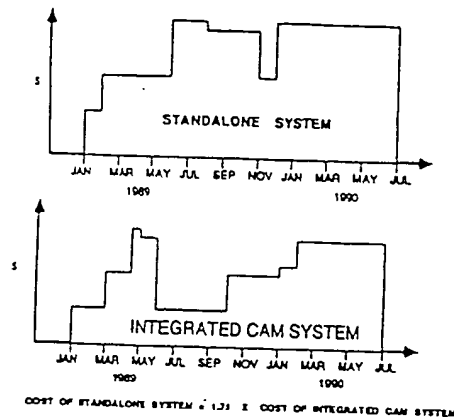 $
STANDALONE SYSTEM
JAN MAR MAY JUL SEP NOV JAN MAR MAY JUL
1989 1990
$
INTEGRATED CAM SYSTEM
JAN MAR MAY JUL SEP NOV JAN MAR MAY JUL
1989 1990
COST OF STANDALONE SYSTEM COST OF INTEGRATED CAM SYSTEM